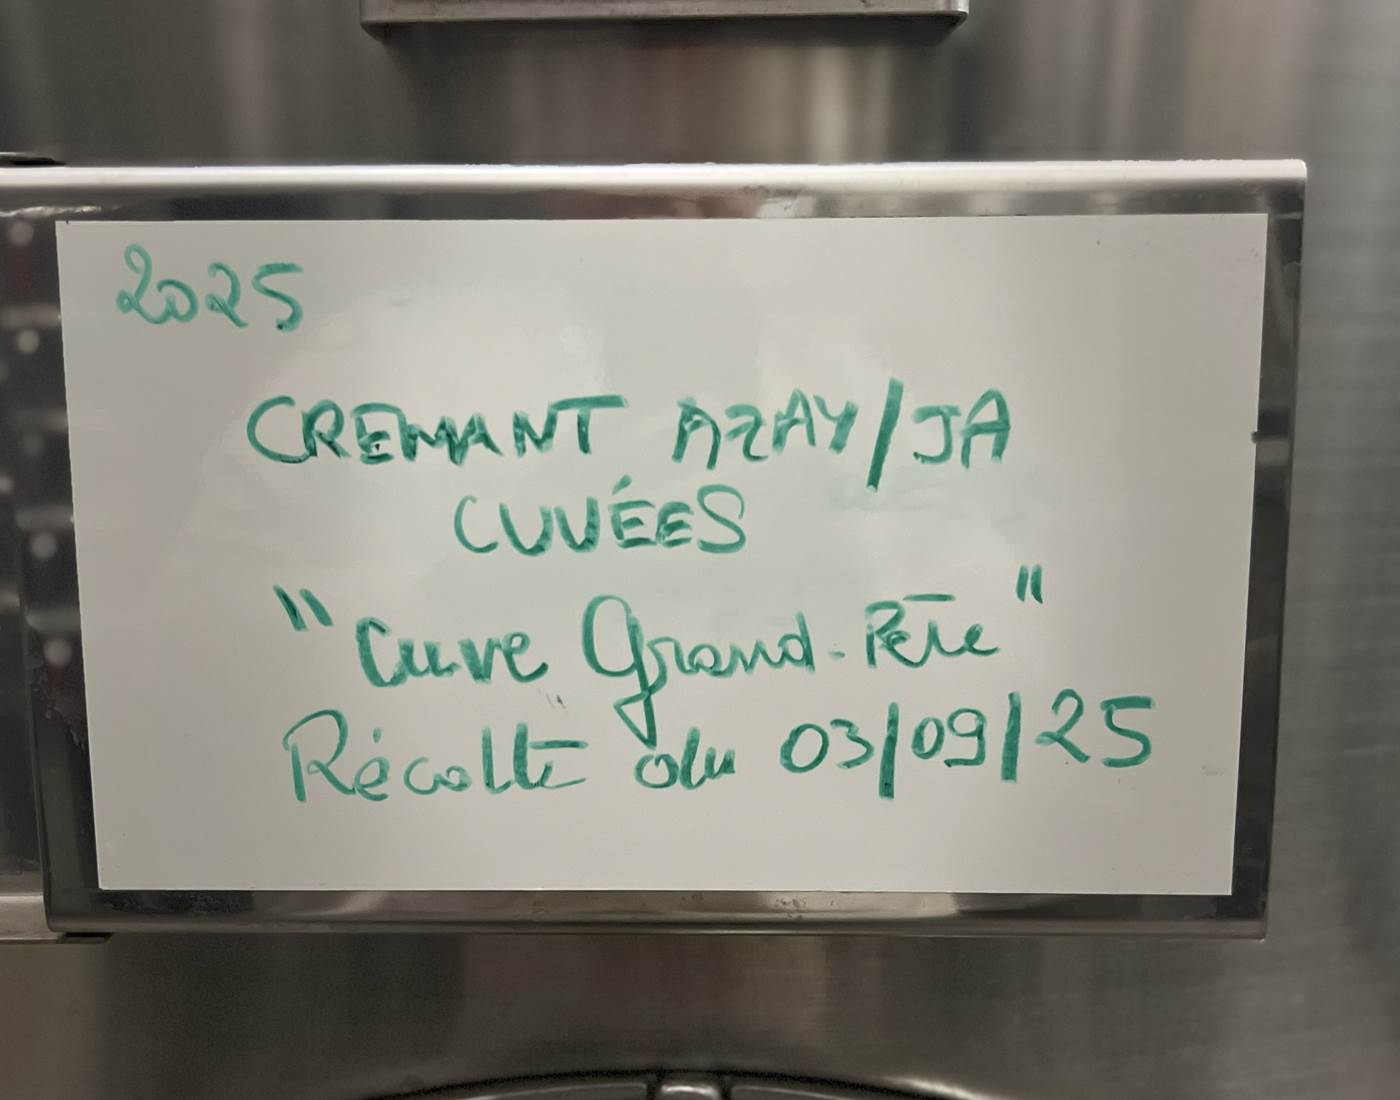 2025
CREMANT AZAY/JA
CUVÉES
"Cuve Grand-Père"
Récolte du 03/09/25